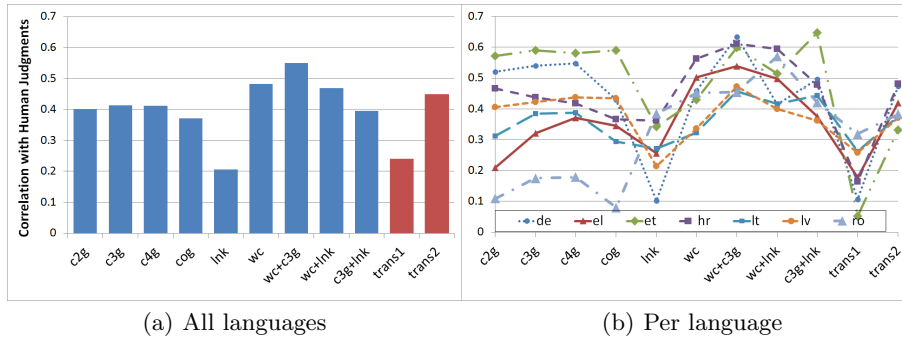 Correlation with Human Judgments
0.7
0.6
0.5
0.4
0.3
0.2
0.1
0
c2g c3g c4g cog lnk wc wc+c3g wc+lnk c3g+lnk trans1 trans2
(a) All languages
0.7
0.6
0.5
0.4
0.3
0.2
0.1
0
de el et hr lt lv ro
c2g c3g c4g cog lnk wc wc+c3g wc+lnk c3g+lnk trans1 trans2
(b) Per language